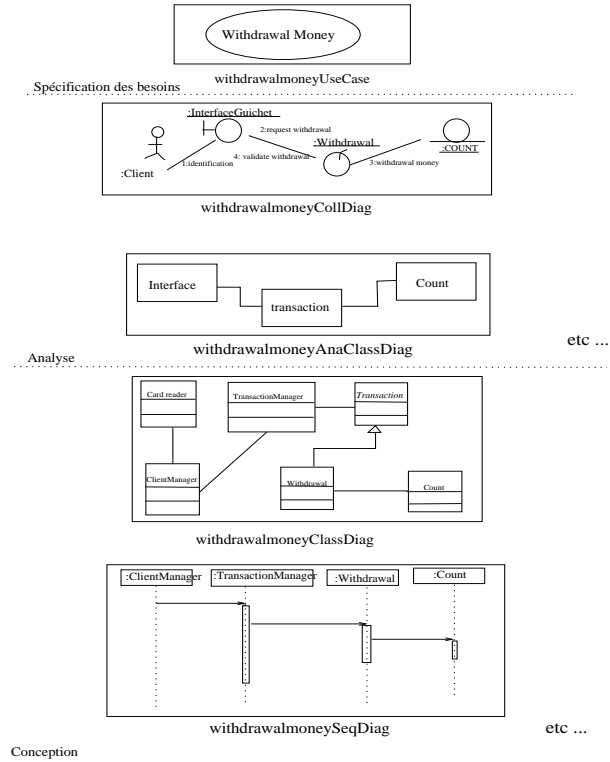 Withdrawal Money
withdrawalmoneyUseCase
Spécification des besoins
:InterfaceGuichet
2:request withdrawal
:Withdrawal
:COUNT
:Client
1:identification
4: validate withdrawal
3:withdrawal money
withdrawalmoneyCollDiag
Interface
Count
transaction
withdrawalmoneyAnaClassDiag
etc ...
Analyse
Card reader
TransactionManager
Transaction
ClientManager
Withdrawal
Count
withdrawalmoneyClassDiag
:ClientManager
:TransactionManager
:Withdrawal
:Count
withdrawalmoneySeqDiag
etc ...
Conception